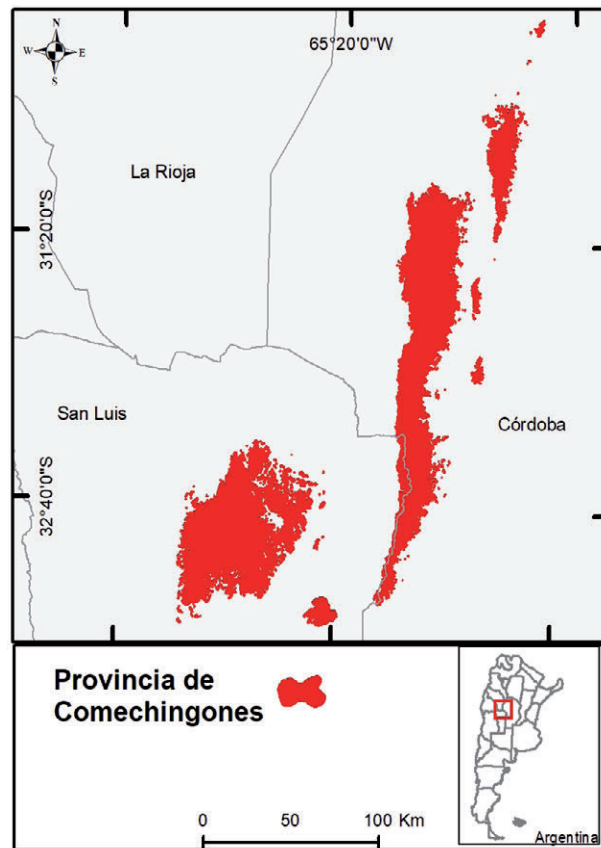 N
W E
S
65°20'0"W
La Rioja
31°20'0"S
San Luis
Córdoba
32°40'0"S
Provincia de
Comechingones
0 50 100 Km
Argentina